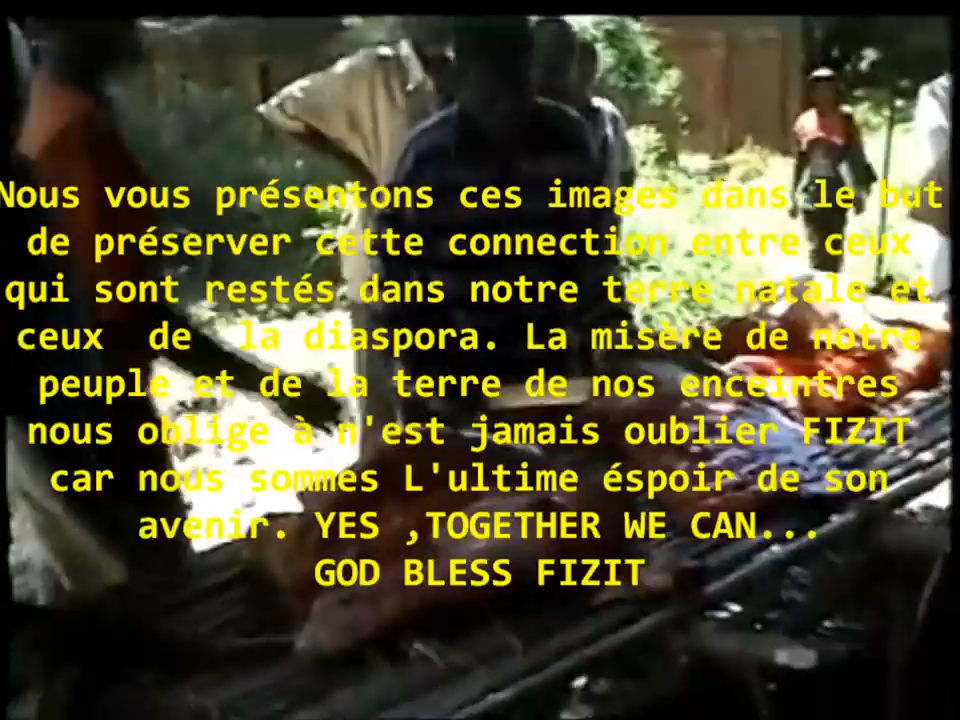 Nous vous présentons ces images dans le but
de préserver cette connection entre ceux
qui sont restés dans notre terre natale et
ceux de la diaspora. La misère de notre
peuple et de la terre de nos enceintres
nous oblige à n'est jamais oublier FIZIT
car nous sommes L'ultime éspoir de son
avenir. YES ,TOGETHER WE CAN...
GOD BLESS FIZIT